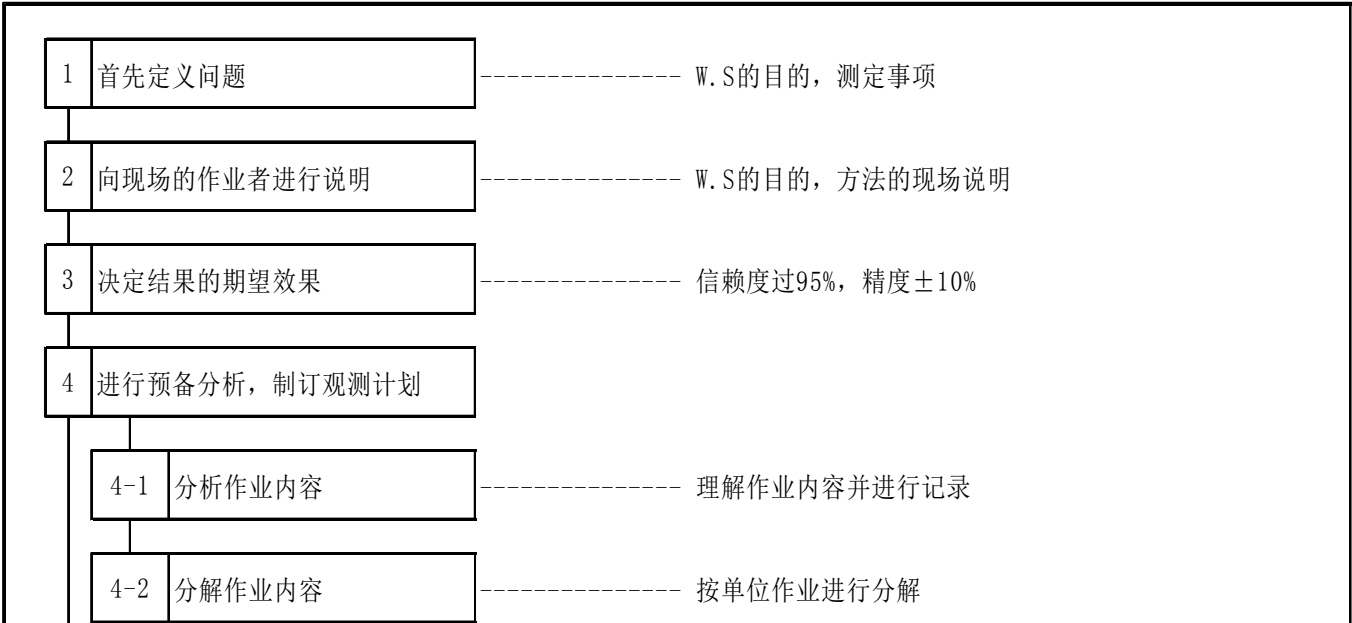 1 首先定义问题 --------------- W.S的目的，测定事项
2 向现场的作业者进行说明 --------------- W.S的目的，方法的现场说明
3 决定结果的期望效果 --------------- 信赖度过95%，精度±10%
4 进行预备分析，制订观测计划
4-1 分析作业内容 --------------- 理解作业内容并进行记录
4-2 分解作业内容 --------------- 按单位作业进行分解